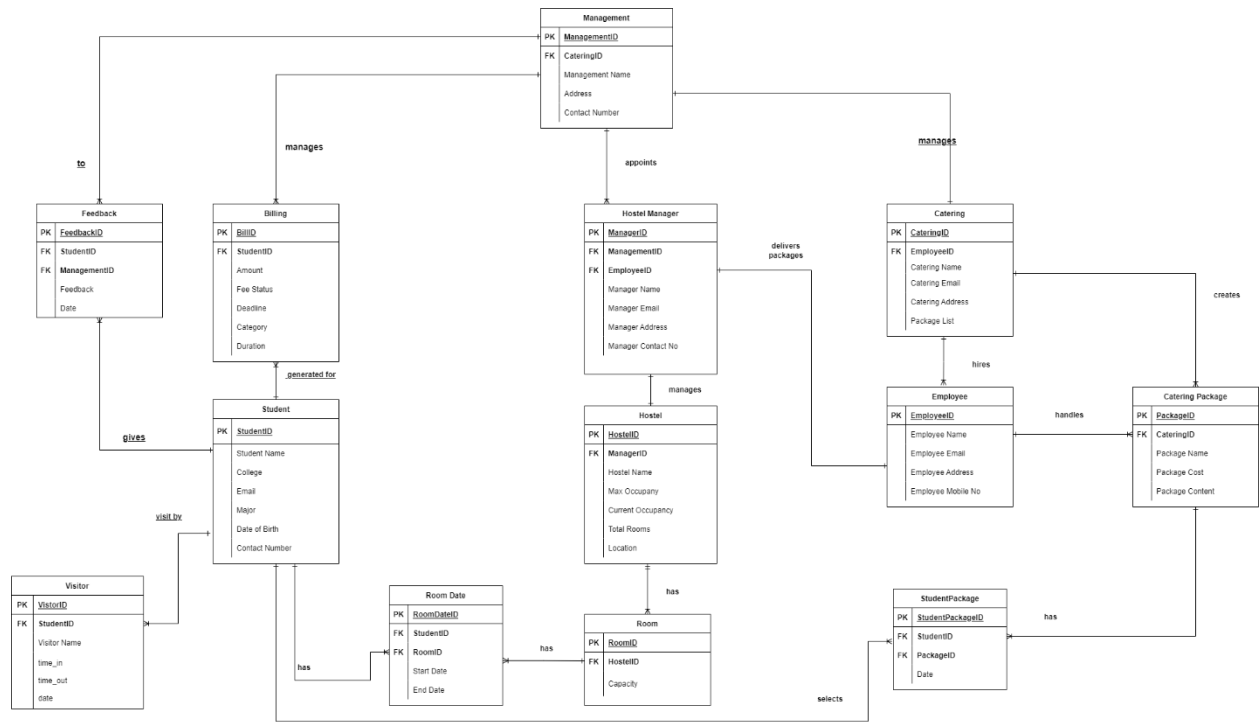 Management
PK ManagementID
FK CateringID
Management Name
Address
Contact Number
to
manages
appoints
manages
Feedback
PK FeedbackID
FK StudentID
FK ManagementID
Feedback
Date
Billing
PK BillID
FK StudentID
Amount
Fee Status
Deadline
Category
Duration
Hostel Manager
PK ManagerID
FK ManagementID
FK EmployeeID
Manager Name
Manager Email
Manager Address
Manager Contact No
delivers
packages
Catering
PK CateringID
FK EmployeeID
Catering Name
Catering Email
Catering Address
Package List
creates
generated for
manages
hires
Student
PK StudentID
Student Name
College
Email
Major
Date of Birth
Contact Number
gives
visit by
Hostel
PK HostelID
FK ManagerID
Hostel Name
Max Occupany
Current Occupancy
Total Rooms
Location
Employee
PK EmployeeID
Employee Name
Employee Email
Employee Address
Employee Mobile No
handles
Catering Package
PK PackageID
FK CateringID
Package Name
Package Cost
Package Content
Visitor
PK VistorID
FK StudentID
Visitor Name
time_in
time_out
date
has
Room Date
PK RoomDateID
FK StudentID
FK RoomID
Start Date
End Date
has
has
Room
PK RoomID
FK HostelID
Capacity
StudentPackage
PK StudentPackageID
FK StudentID
FK PackageID
Date
has
selects